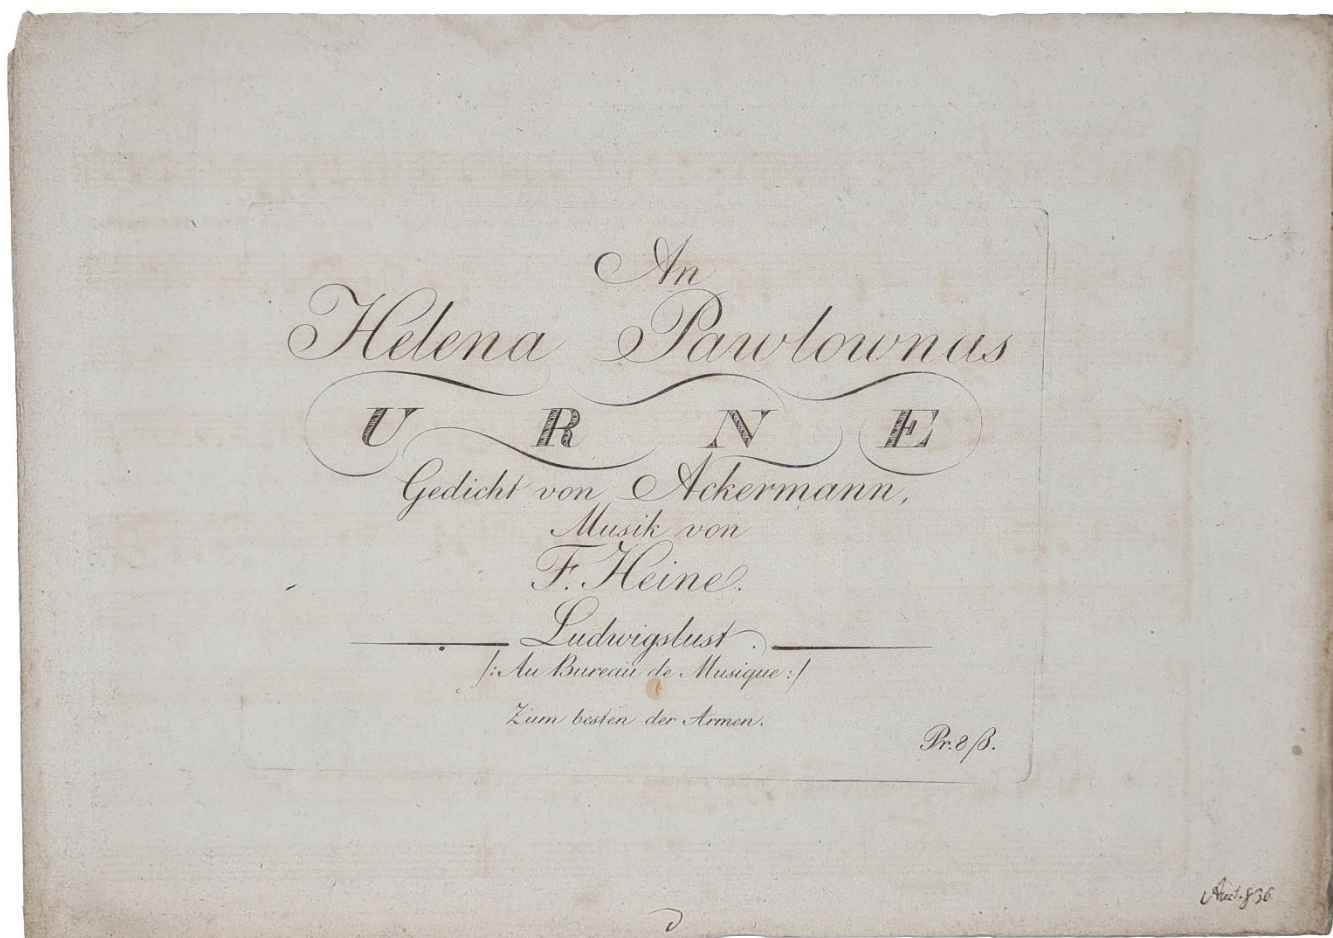 An
Helena Pawlownas
URNE
Gedicht von Ackermann,
Musik von
F. Heine.
Ludwigslust.
/: Au Bureau de Musique :/
Zum besten der Armen.
Pr. 8 ß.